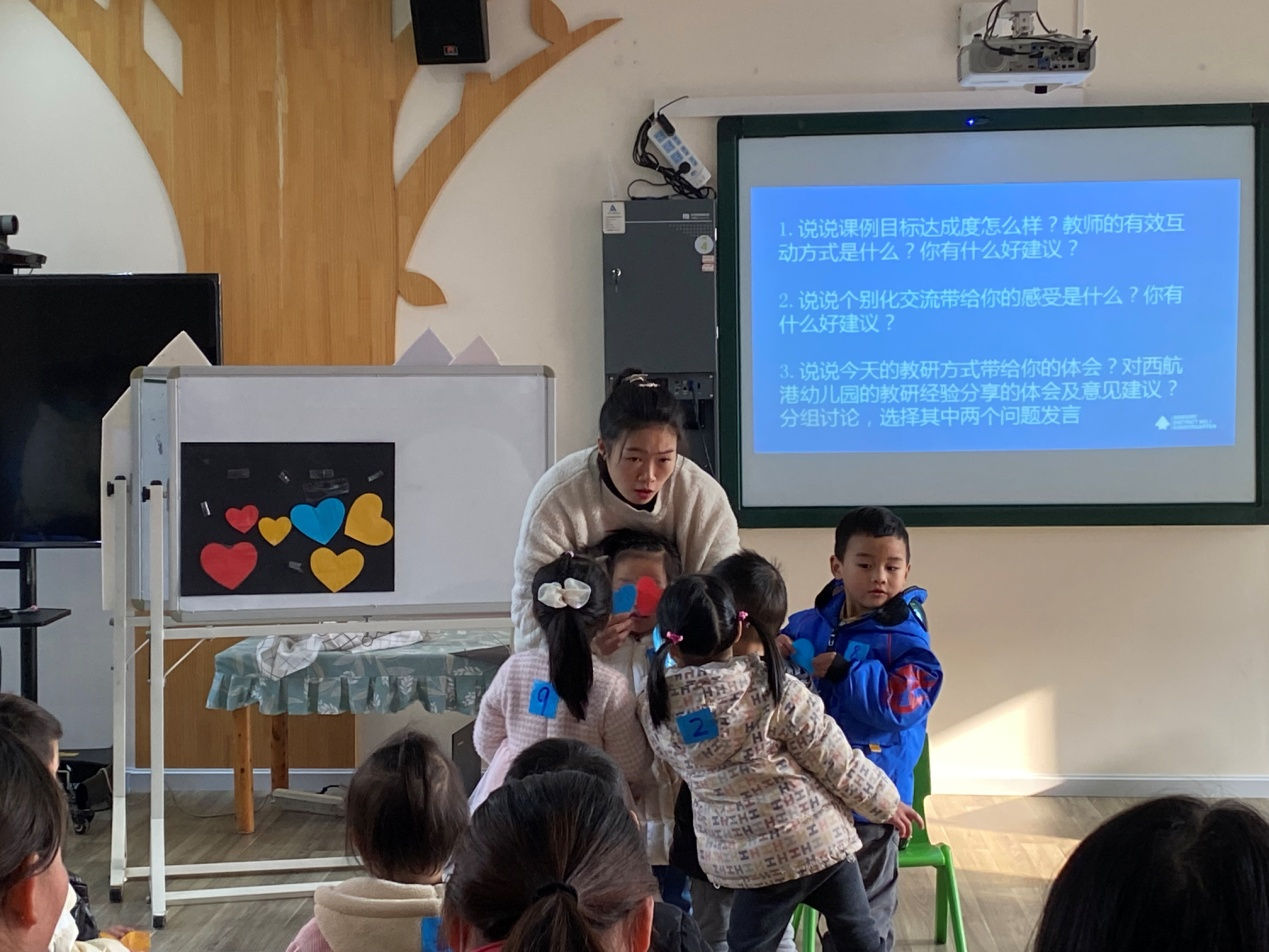 1. 说说课例目标达成度怎么样？教师的有效互
动方式是什么？你有什么好建议？
2. 说说个别化交流带给你的感受是什么？你有
什么好建议？
3. 说说今天的教研方式带给你的体会？对西航
港幼儿园的教研经验分享的体会及意见建议？
分组讨论，选择其中两个问题发言
4
9
2
8